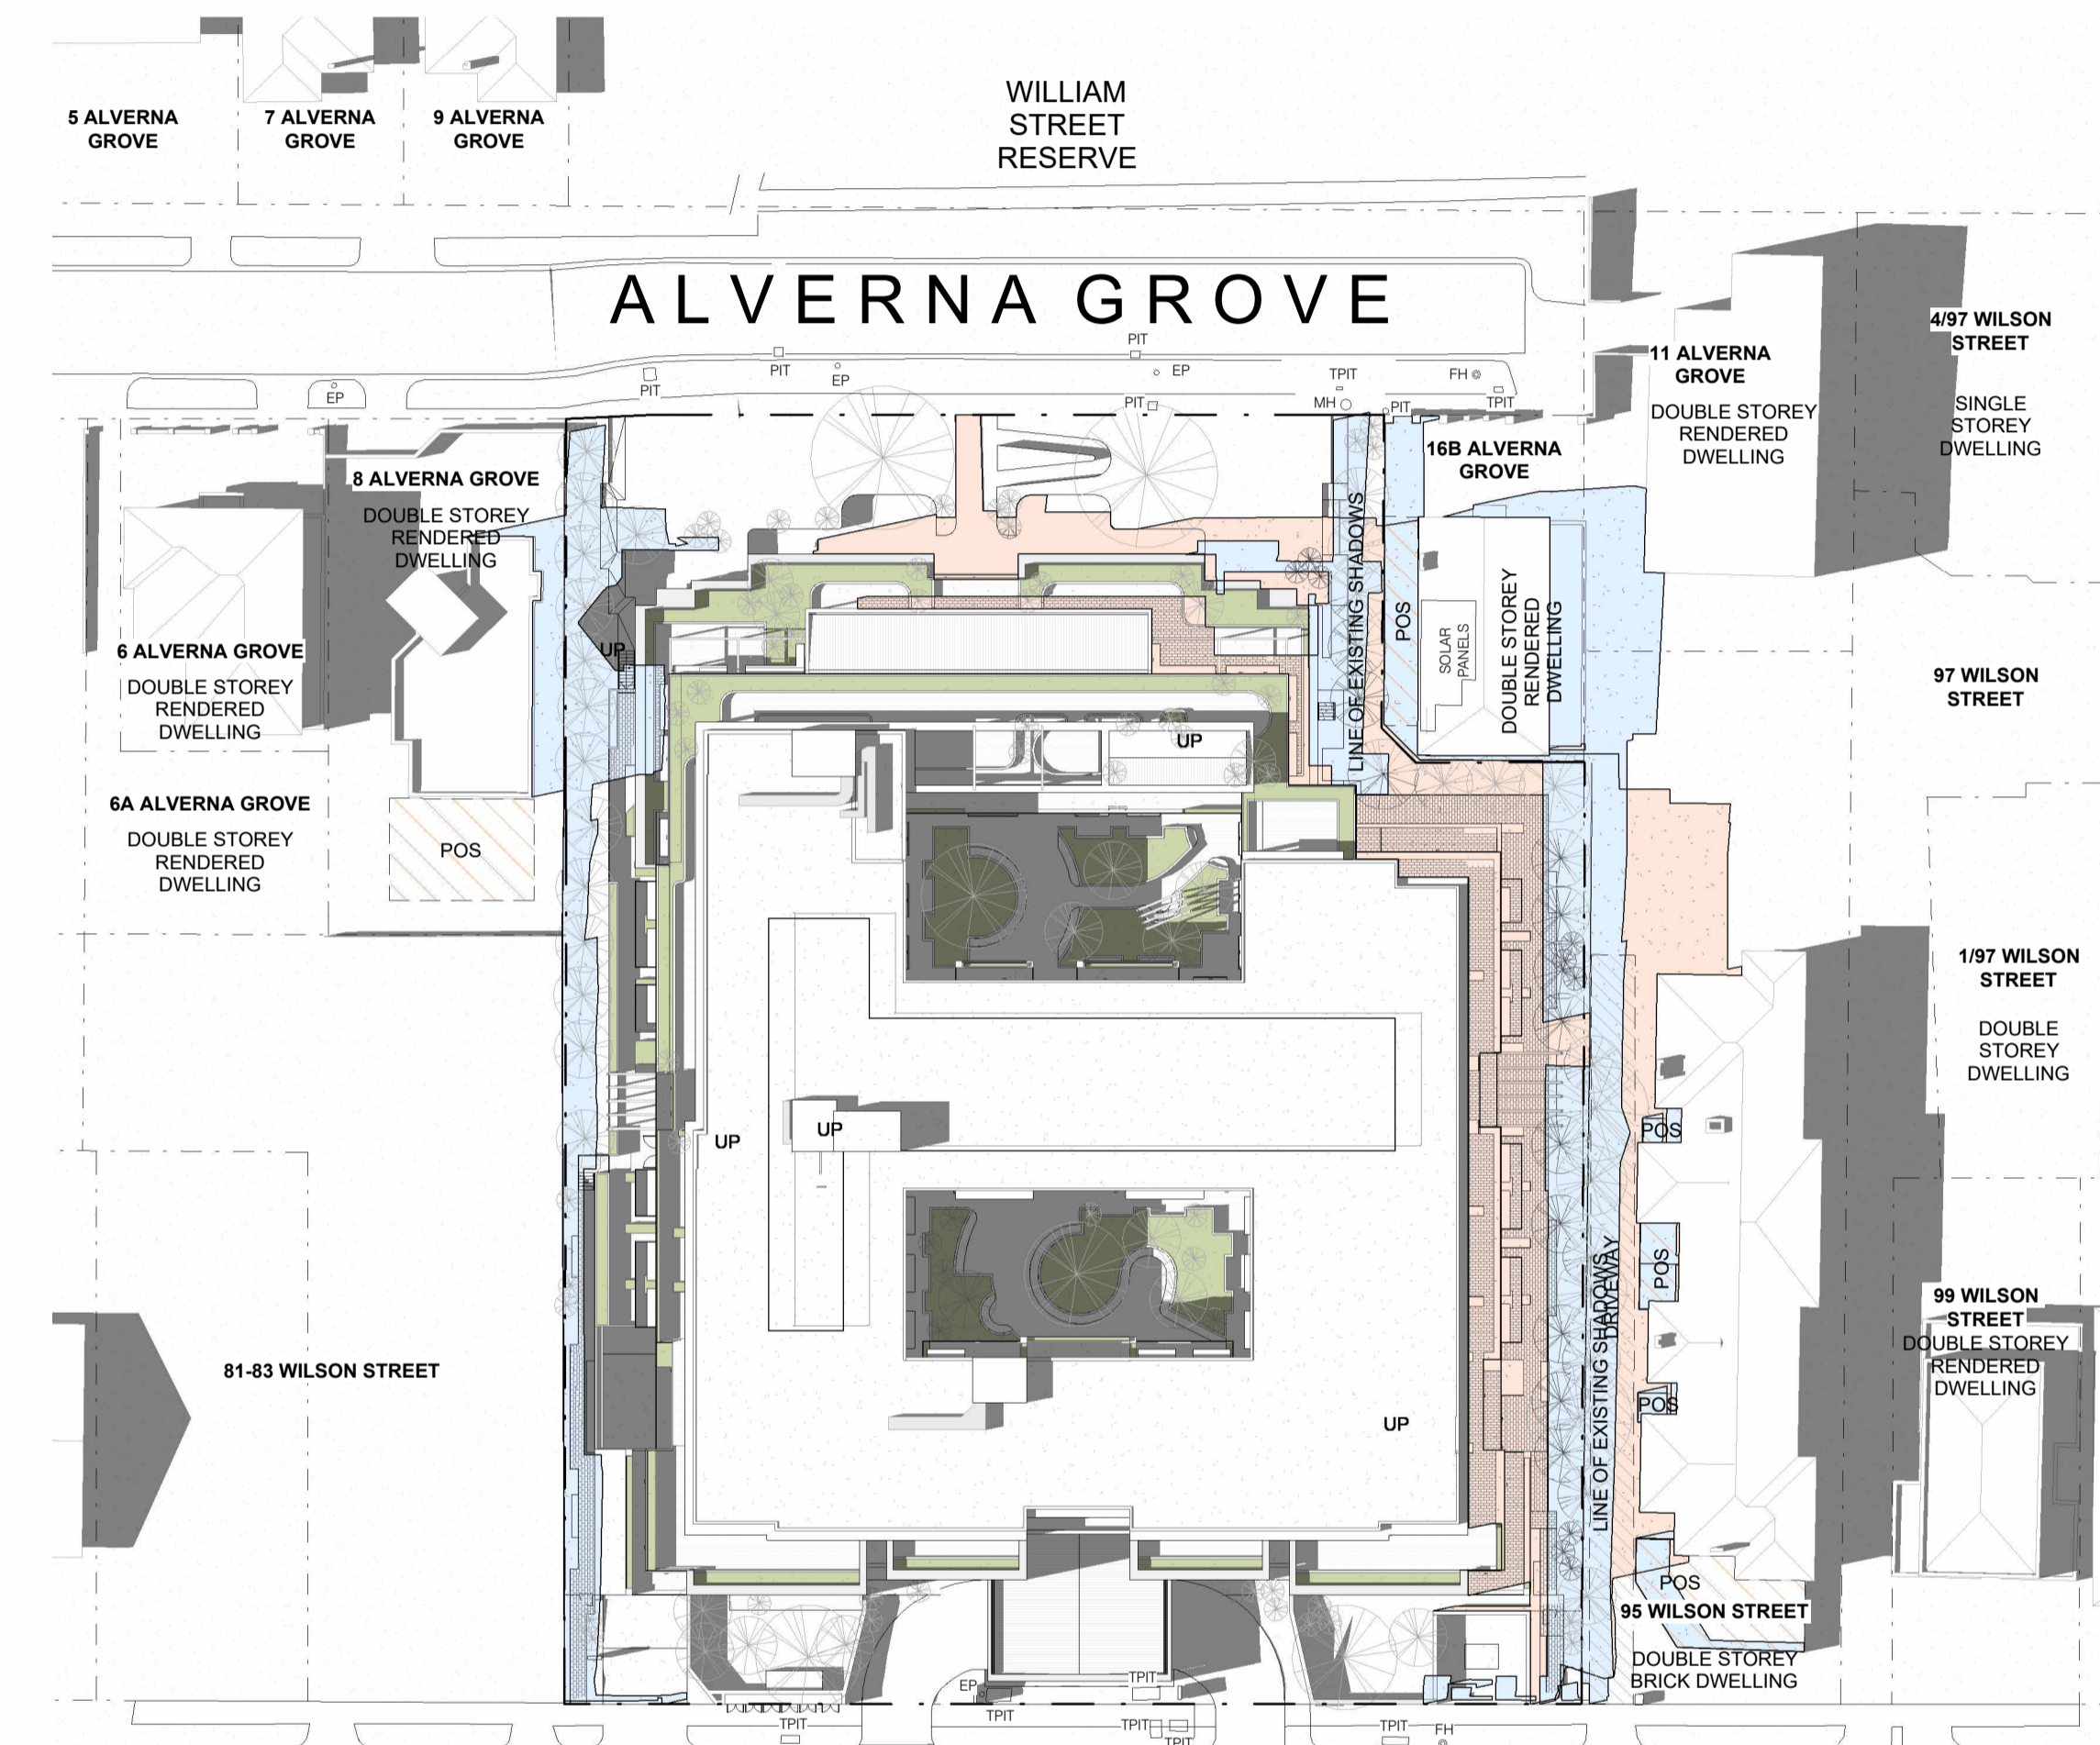 WILLIAM
STREET
RESERVE
5 ALVERNA
GROVE
7 ALVERNA
GROVE
9 ALVERNA
GROVE
ALVERNA GROVE
PIT
PIT
EP
EP
PIT
EP
PIT
TPIT
MH
PIT
FH
TPIT
11 ALVERNA
GROVE
DOUBLE STOREY
RENDERED
DWELLING
4/97 WILSON
STREET
SINGLE
STOREY
DWELLING
8 ALVERNA GROVE
DOUBLE STOREY
RENDERED
DWELLING
16B ALVERNA
GROVE
LINE OF EXISTING SHADOWS
POS
SOLAR
PANELS
DOUBLE STOREY
RENDERED
DWELLING
6 ALVERNA GROVE
DOUBLE STOREY
RENDERED
DWELLING
UP
97 WILSON
STREET
UP
6A ALVERNA GROVE
DOUBLE STOREY
RENDERED
DWELLING
POS
1/97 WILSON
STREET
DOUBLE
STOREY
DWELLING
UP
UP
POS
POS
LINE OF EXISTING SHADOWS
DRIVEWAY
99 WILSON
STREET
DOUBLE STOREY
RENDERED
DWELLING
81-83 WILSON STREET
POS
UP
POS
95 WILSON STREET
DOUBLE STOREY
BRICK DWELLING
EP
TPIT
TPIT
TPIT
TPIT
TPIT
TPIT
FH